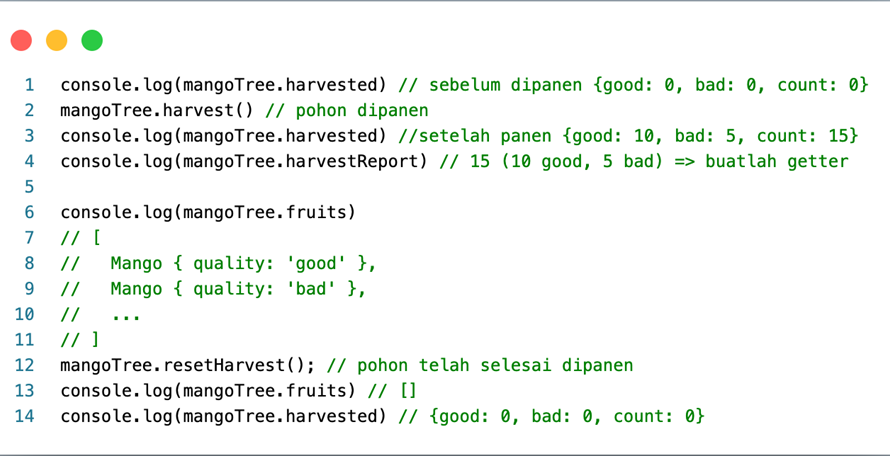 1 console.log(mangoTree.harvested) // sebelum dipanen {good: 0, bad: 0, count: 0}
2 mangoTree.harvest() // pohon dipanen
3 console.log(mangoTree.harvested) //setelah panen {good: 10, bad: 5, count: 15}
4 console.log(mangoTree.harvestReport) // 15 (10 good, 5 bad) => buatlah getter
5
6 console.log(mangoTree.fruits)
7 // [
8 //   Mango { quality: 'good' },
9 //   Mango { quality: 'bad' },
10 //   ...
11 // ]
12 mangoTree.resetHarvest(); // pohon telah selesai dipanen
13 console.log(mangoTree.fruits) // []
14 console.log(mangoTree.harvested) // {good: 0, bad: 0, count: 0}